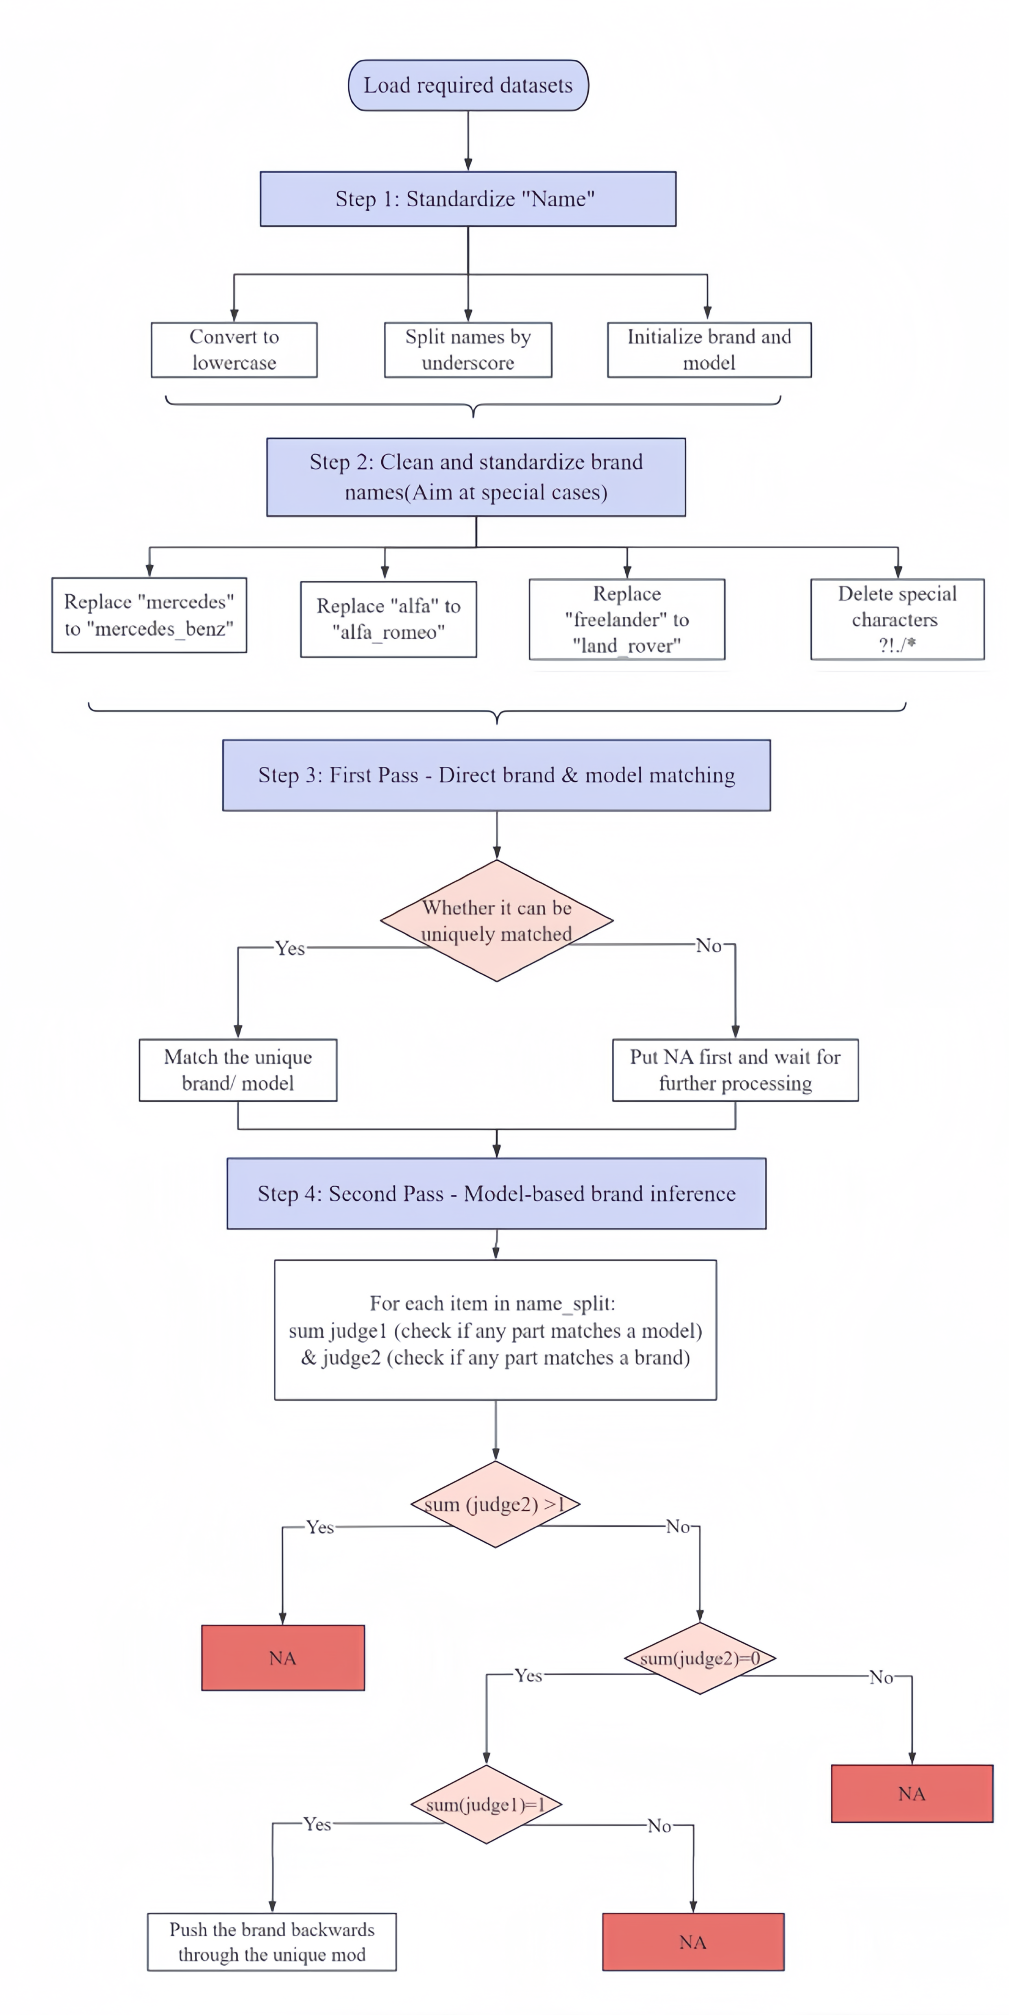 Load required datasets
Step 1: Standardize "Name"
Convert to
lowercase
Split names by
underscore
Initialize brand and
model
Step 2: Clean and standardize brand
names(Aim at special cases)
Replace "mercedes"
to "mercedes_benz"
Replace "alfa" to
"alfa_romeo"
Replace
"freelander" to
"land_rover"
Delete special
characters
?!./*
Step 3: First Pass - Direct brand & model matching
Whether it can be
uniquely matched
Yes
No
Match the unique
brand/ model
Put NA first and wait for
further processing
Step 4: Second Pass - Model-based brand inference
For each item in name_split:
sum judge1 (check if any part matches a model)
& judge2 (check if any part matches a brand)
sum (judge2) >1
Yes
No
NA
sum(judge2)=0
Yes
No
NA
sum(judge1)=1
Yes
No
Push the brand backwards
through the unique mod
NA